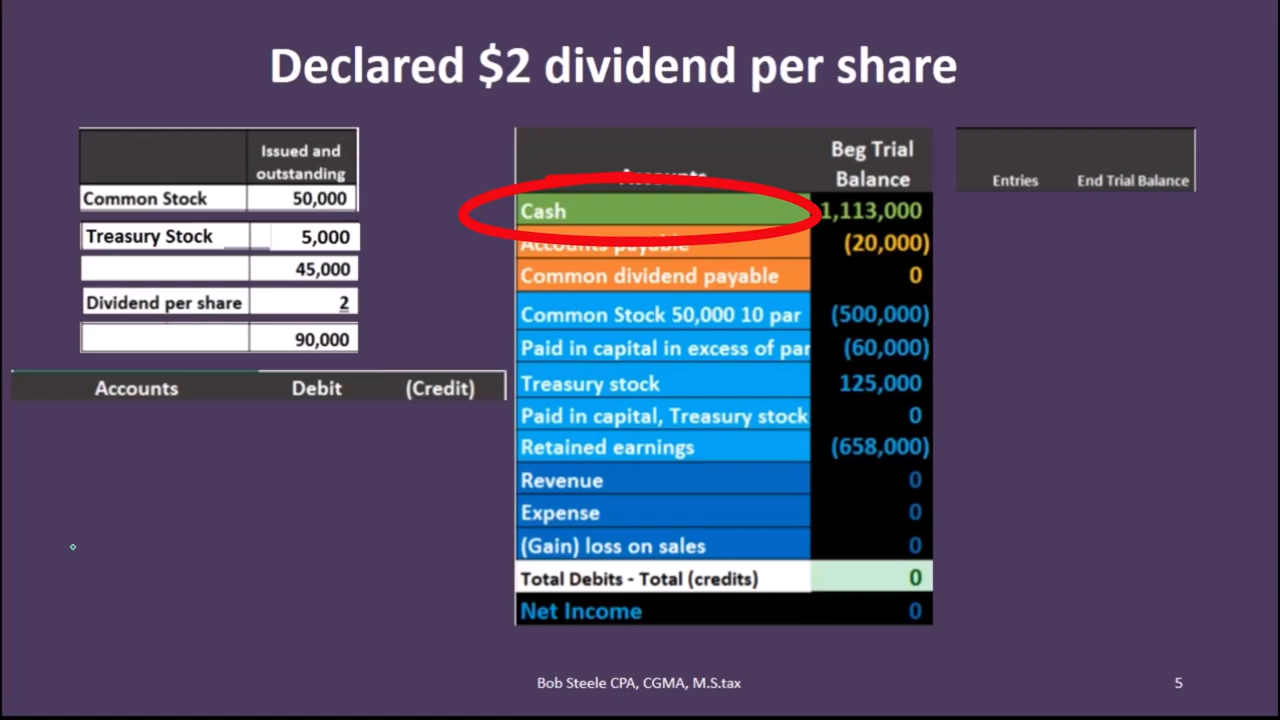 Declared $2 dividend per share
Issued and
outstanding
Common Stock 50,000
Treasury Stock 5,000
45,000
Dividend per share 2
90,000
Accounts Debit (Credit)
Beg Trial
Accounts Balance
Cash 1,113,000
Accounts payable (20,000)
Common dividend payable 0
Common Stock 50,000 10 par (500,000)
Paid in capital in excess of par (60,000)
Treasury stock 125,000
Paid in capital, Treasury stock 0
Retained earnings (658,000)
Revenue 0
Expense 0
(Gain) loss on sales 0
Total Debits - Total (credits) 0
Net Income 0
Entries End Trial Balance
Bob Steele CPA, CGMA, M.S.tax
5